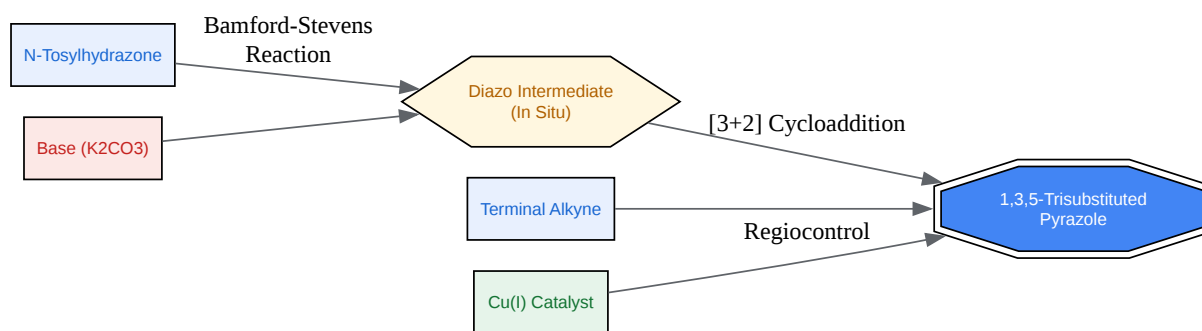 N-Tosylhydrazone
Bamford-Stevens
Reaction
Base (K2CO3)
Diazo Intermediate
(In Situ)
[3+2] Cycloaddition
Terminal Alkyne
Regiocontrol
Cu(I) Catalyst
1,3,5-Trisubstituted
Pyrazole